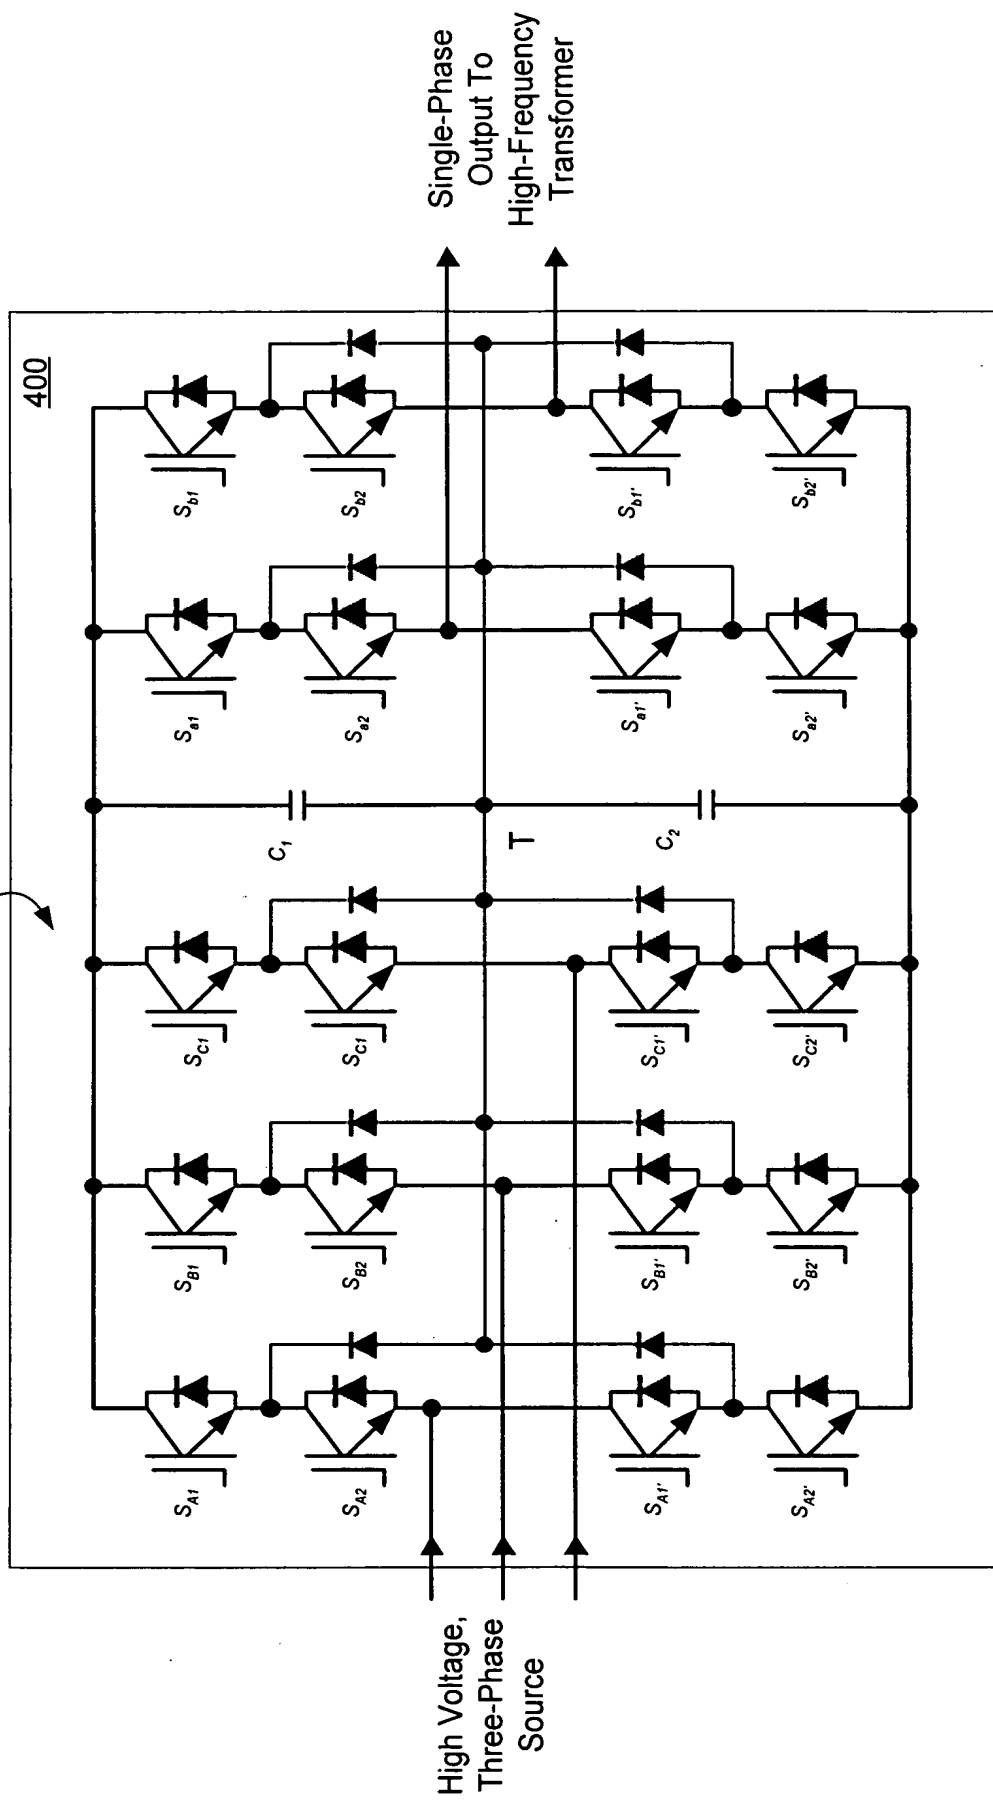 400
High Voltage,
Three-Phase
Source
Single-Phase
Output To
High-Frequency
Transformer
S_A1
S_B1
S_C1
S_a1
S_b1
S_A2
S_B2
S_C1
S_a2
S_b2
C_1
T
C_2
S_A1'
S_B1'
S_C1'
S_a1'
S_b1'
S_A2'
S_B2'
S_C2'
S_a2'
S_b2'